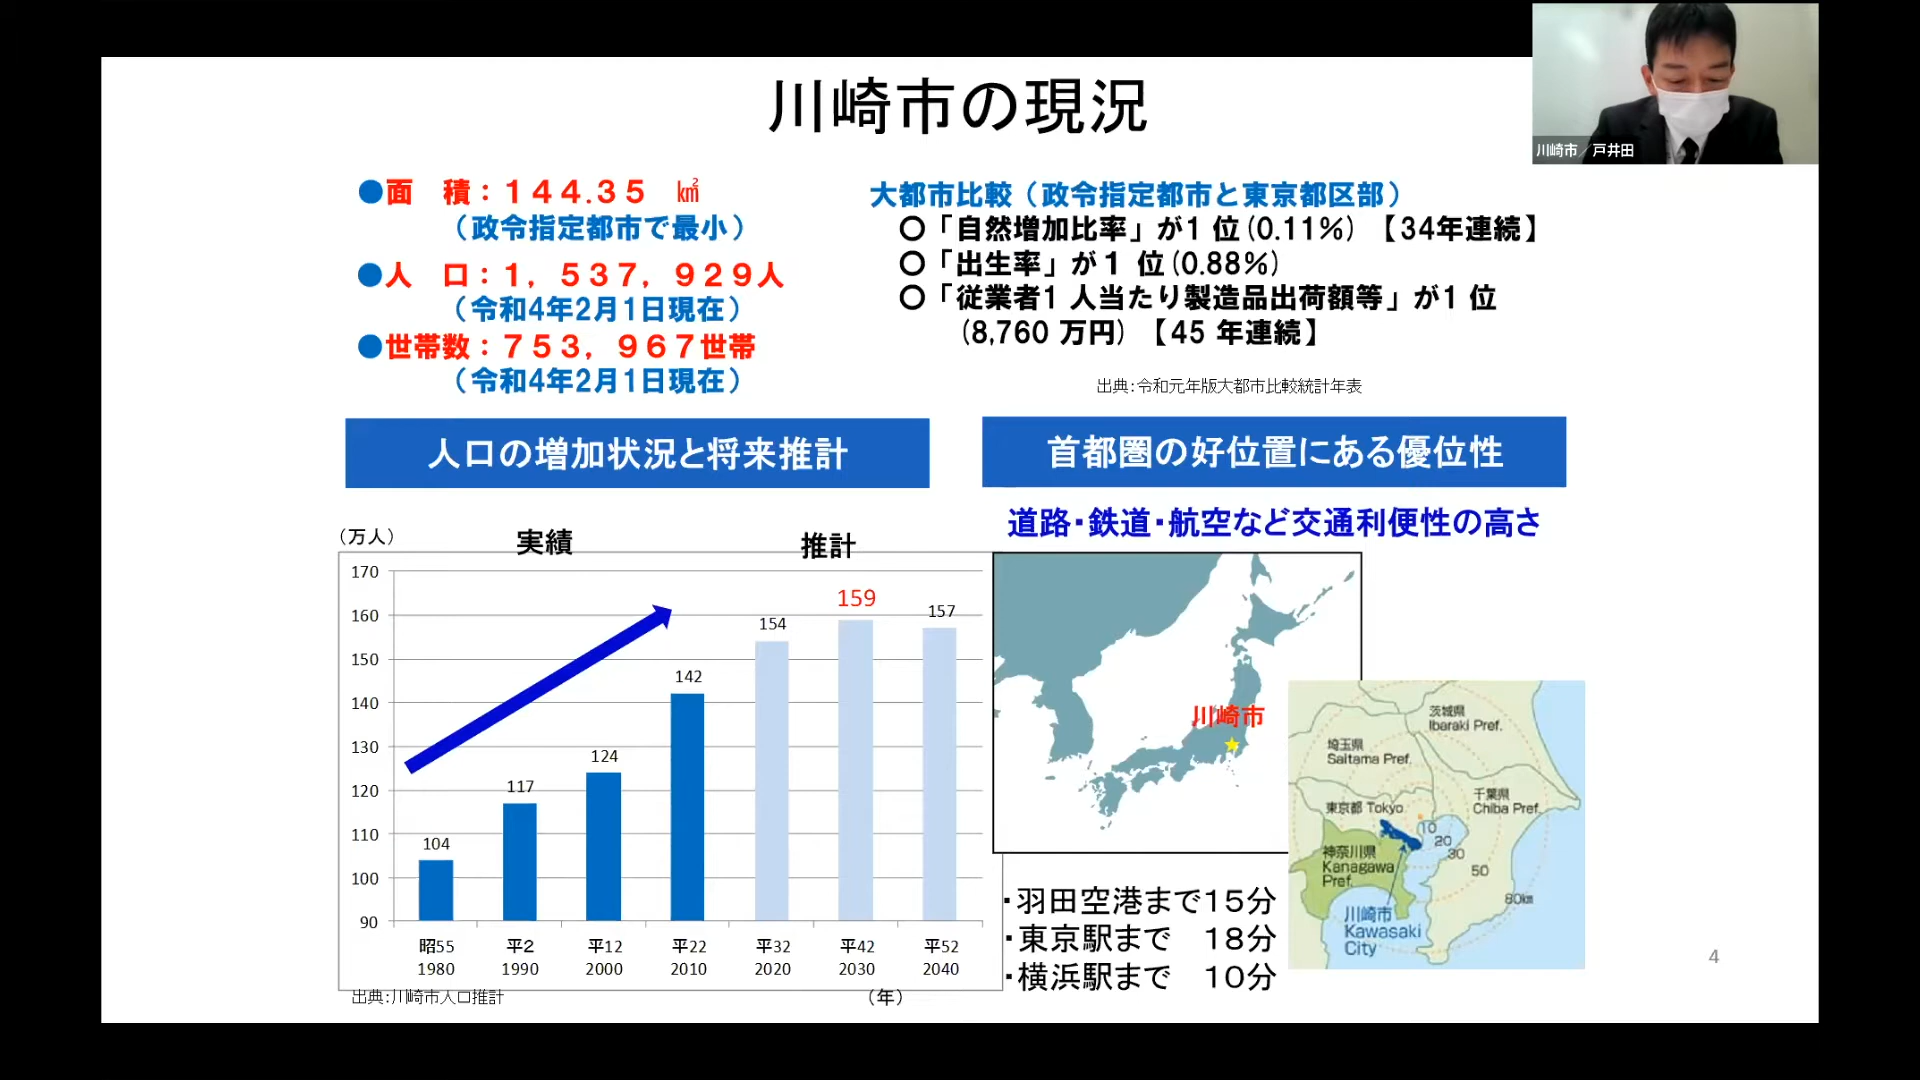 川崎市の現況
川崎市／戸井田
●面　積：１４４.３５　㎢
（政令指定都市で最小）
●人　口：１，５３７，９２９人
（令和4年2月1日現在）
●世帯数：７５３，９６７世帯
（令和4年2月1日現在）
大都市比較（政令指定都市と東京都区部）
○「自然増加比率」が1 位(0.11%)【34年連続】
○「出生率」が１ 位(0.88%)
○「従業者1 人当たり製造品出荷額等」が1 位
(8,760 万円)【45 年連続】
出典:令和元年版大都市比較統計年表
人口の増加状況と将来推計
（万人）
実績
推計
170
160
150
140
130
120
110
100
90
104
117
124
142
154
159
157
昭55 平２ 平12 平22 平32 平42 平52
1980 1990 2000 2010 2020 2030 2040
出典:川崎市人口推計
（年）
首都圏の好位置にある優位性
道路・鉄道・航空など交通利便性の高さ
川崎市
茨城県
Ibaraki Pref.
埼玉県
Saitama Pref.
東京都 Tokyo
千葉県
Chiba Pref.
神奈川県
Kanagawa
Pref.
10
20
30
50
80㎞
川崎市
Kawasaki
City
・羽田空港まで１５分
・東京駅まで　１８分
・横浜駅まで　１０分
4